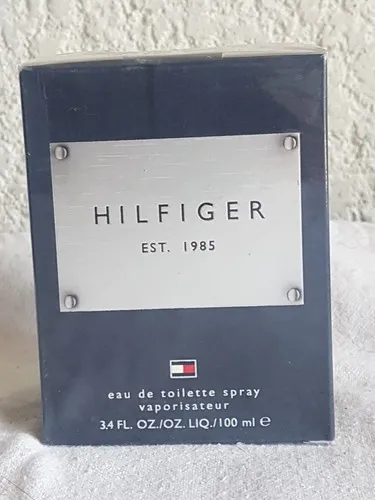 HILFIGER
EST. 1985
eau de toilette spray
vaporisateur
3.4 FL. OZ./OZ. LIQ./100 ml ℮